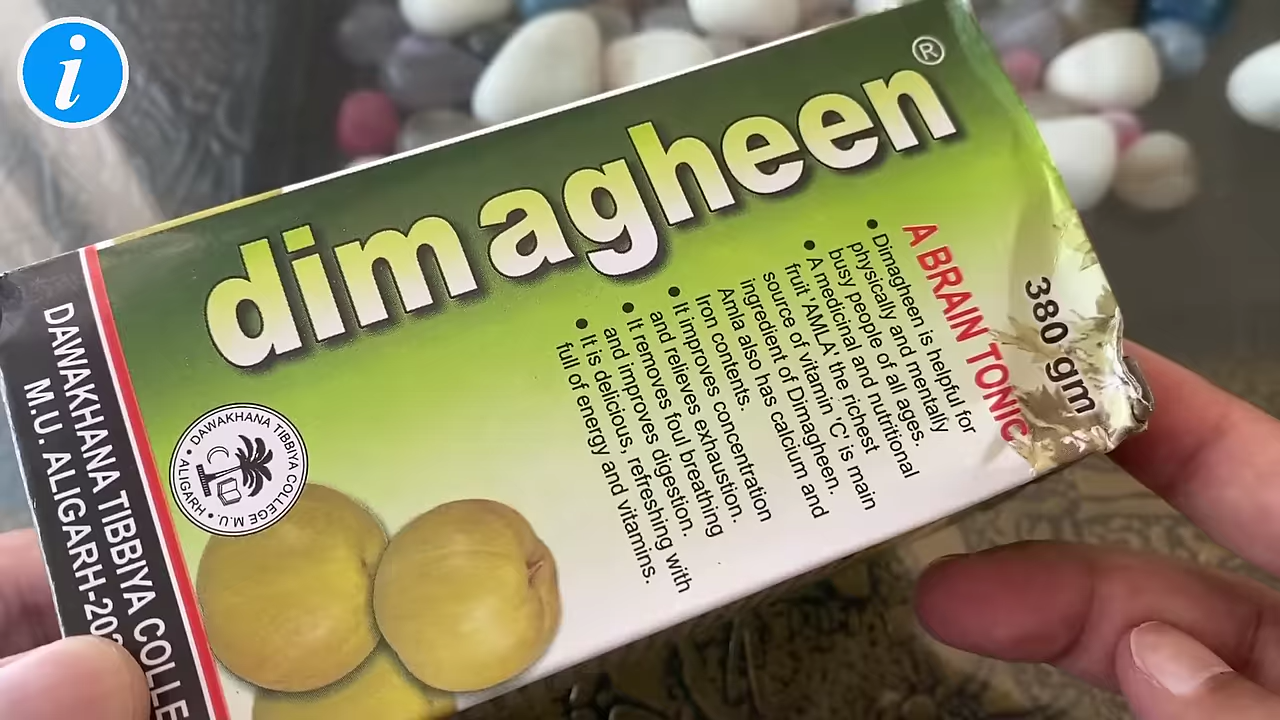 i
dimagheen®
380 gm
A BRAIN TONIC
• Dimagheen is helpful for
physically and mentally
busy people of all ages.
• A medicinal and nutritional
fruit 'AMLA' the richest
source of vitamin 'C' is main
ingredient of Dimagheen.
Amla also has calcium and
Iron contents.
• It improves concentration
and relieves exhaustion.
• It removes foul breathing
and improves digestion.
• It is delicious, refreshing with
full of energy and vitamins.
• DAWAKHANA TIBBIYA COLLEGE M.U. • ALIGARH
DAWAKHANA TIBBIYA COLLE
M.U. ALIGARH-20